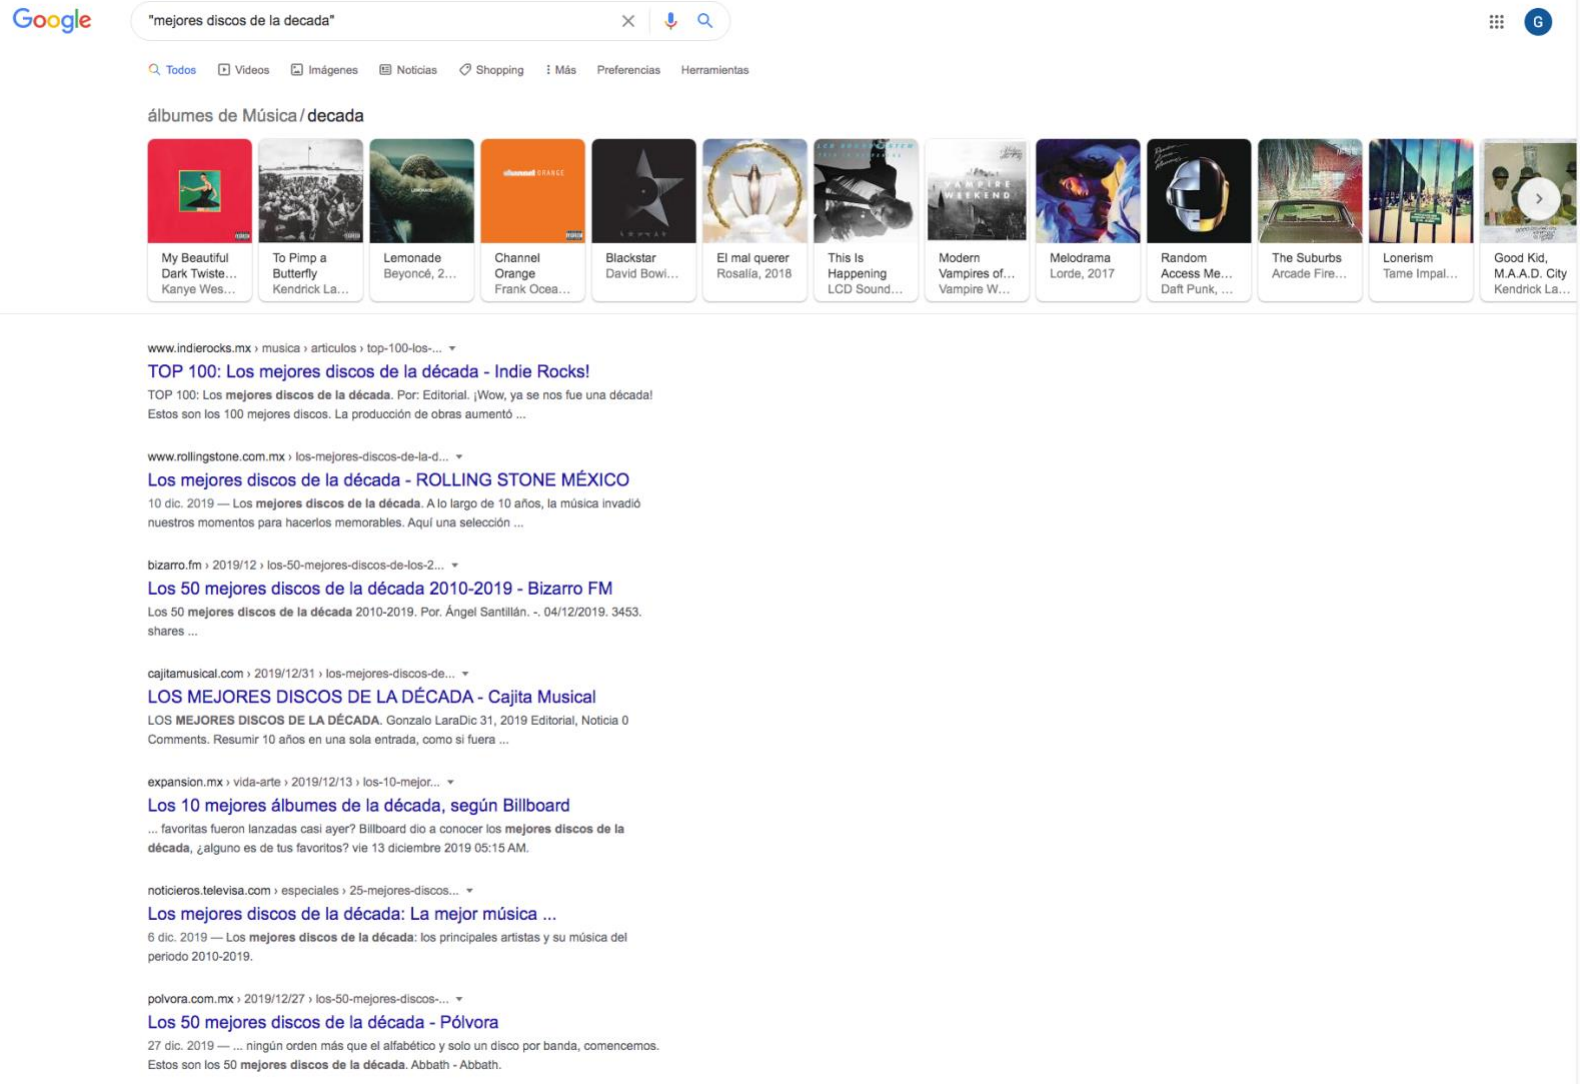 Google
"mejores discos de la decada"
G
Todos Videos Imágenes Noticias Shopping Más Preferencias Herramientas
álbumes de Música/decada
channel ORANGE
VAMPIRE
WEEKEND
My Beautiful
Dark Twiste...
Kanye Wes...
To Pimp a
Butterfly
Kendrick La...
Lemonade
Beyoncé, 2...
Channel
Orange
Frank Ocea...
Blackstar
David Bowi...
El mal querer
Rosalía, 2018
This Is
Happening
LCD Sound...
Modern
Vampires of...
Vampire W...
Melodrama
Lorde, 2017
Random
Access Me...
Daft Punk, ...
The Suburbs
Arcade Fire...
Lonerism
Tame Impal...
Good Kid,
M.A.A.D. City
Kendrick La...
www.indierocks.mx › musica › articulos › top-100-los-...
TOP 100: Los mejores discos de la década - Indie Rocks!
TOP 100: Los mejores discos de la década. Por: Editorial. ¡Wow, ya se nos fue una década!
Estos son los 100 mejores discos. La producción de obras aumentó ...
www.rollingstone.com.mx › los-mejores-discos-de-la-d...
Los mejores discos de la década - ROLLING STONE MÉXICO
10 dic. 2019 — Los mejores discos de la década. A lo largo de 10 años, la música invadió
nuestros momentos para hacerlos memorables. Aquí una selección ...
bizarro.fm › 2019/12 › los-50-mejores-discos-de-los-2...
Los 50 mejores discos de la década 2010-2019 - Bizarro FM
Los 50 mejores discos de la década 2010-2019. Por. Ángel Santillán. -. 04/12/2019. 3453.
shares ...
cajitamusical.com › 2019/12/31 › los-mejores-discos-de...
LOS MEJORES DISCOS DE LA DÉCADA - Cajita Musical
LOS MEJORES DISCOS DE LA DÉCADA. Gonzalo LaraDic 31, 2019 Editorial, Noticia 0
Comments. Resumir 10 años en una sola entrada, como si fuera ...
expansion.mx › vida-arte › 2019/12/13 › los-10-mejor...
Los 10 mejores álbumes de la década, según Billboard
... favoritas fueron lanzadas casi ayer? Billboard dio a conocer los mejores discos de la
década, ¿alguno es de tus favoritos? vie 13 diciembre 2019 05:15 AM.
noticieros.televisa.com › especiales › 25-mejores-discos...
Los mejores discos de la década: La mejor música ...
6 dic. 2019 — Los mejores discos de la década: los principales artistas y su música del
periodo 2010-2019.
polvora.com.mx › 2019/12/27 › los-50-mejores-discos-...
Los 50 mejores discos de la década - Pólvora
27 dic. 2019 — ... ningún orden más que el alfabético y solo un disco por banda, comencemos.
Estos son los 50 mejores discos de la década. Abbath - Abbath.